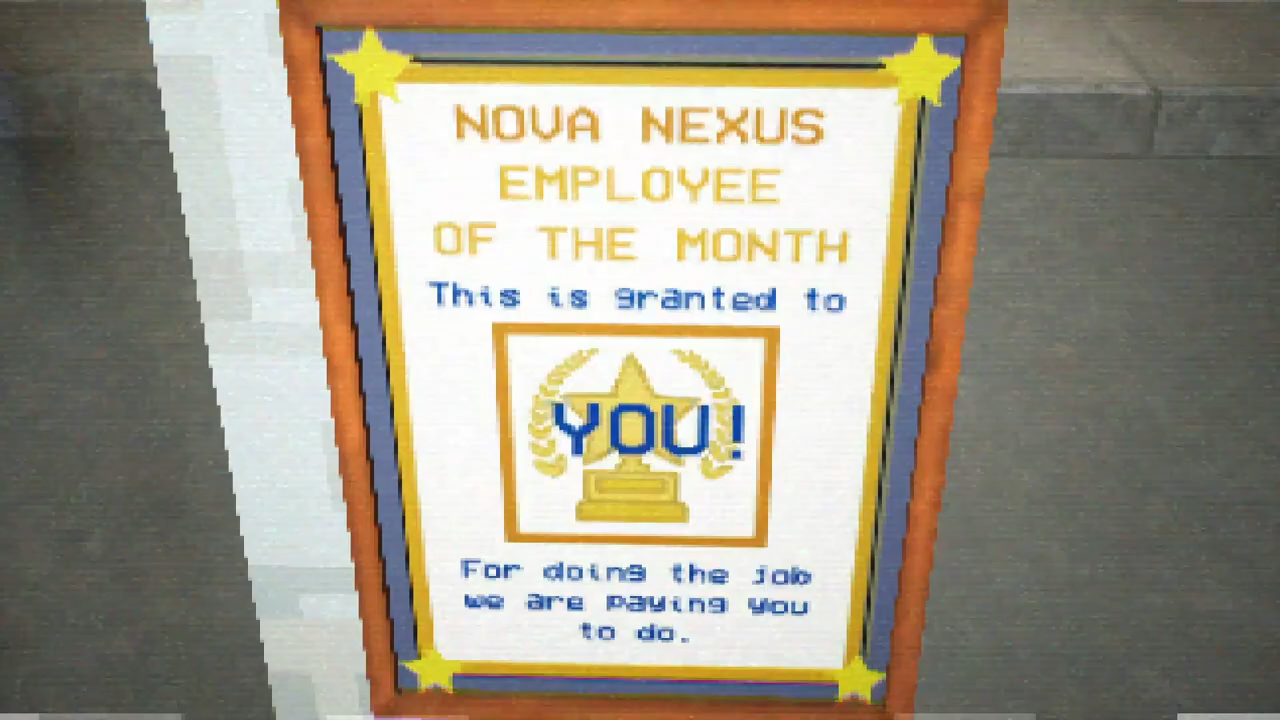 NOVA NEXUS
EMPLOYEE
OF THE MONTH
This is granted to
YOU!
For doing the job
we are paying you
to do.